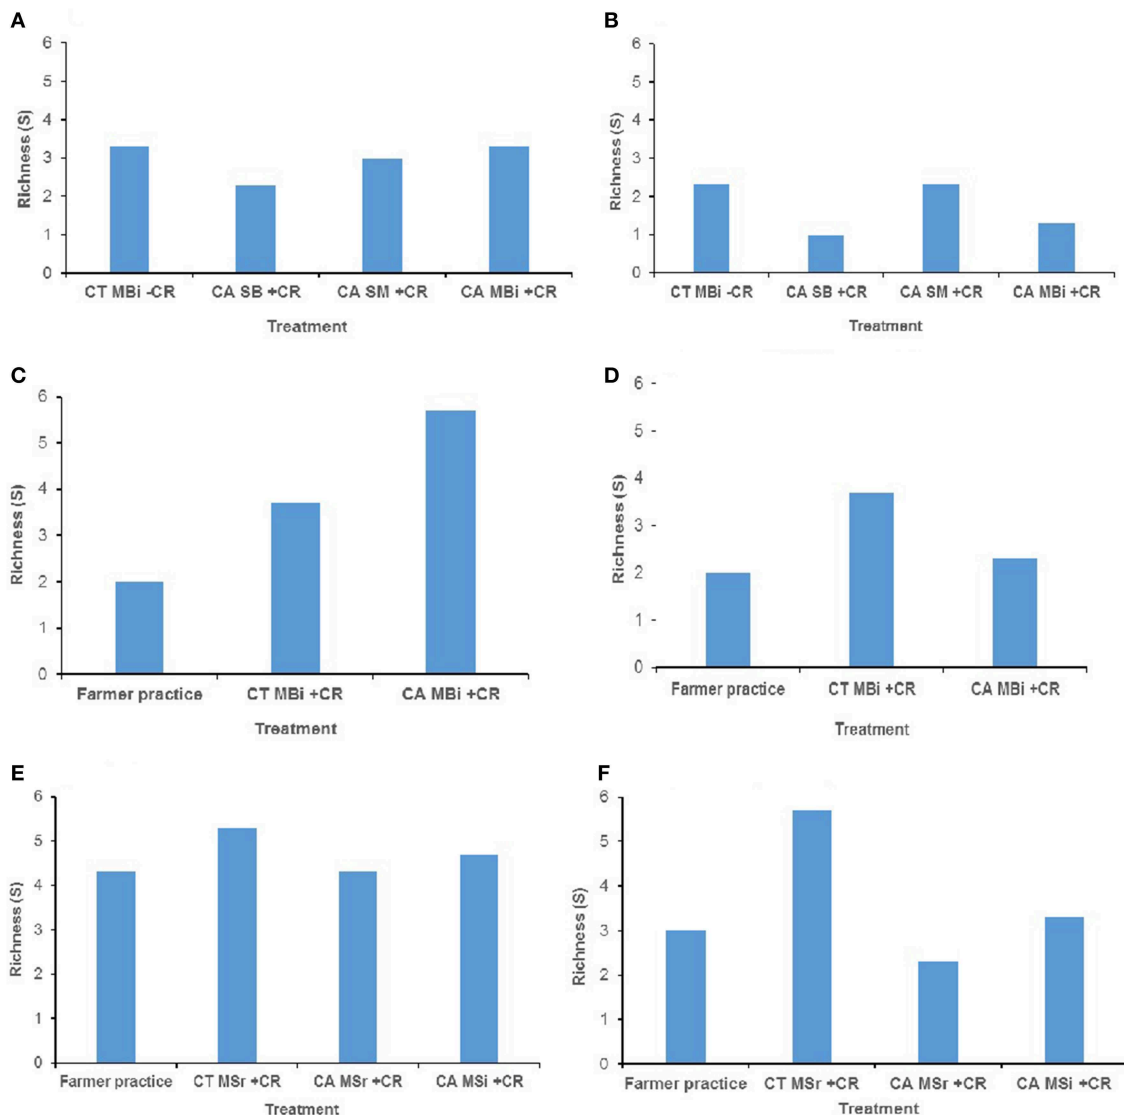 A
Richness (S)
6
5
4
3
2
1
0
CT MBi -CR CA SB +CR CA SM +CR CA MBi +CR
Treatment
B
Richness (S)
6
5
4
3
2
1
0
CT MBi -CR CA SB +CR CA SM +CR CA MBi +CR
Treatment
C
Richness (S)
6
5
4
3
2
1
0
Farmer practice CT MBi +CR CA MBi +CR
Treatment
D
Richness (S)
6
5
4
3
2
1
0
Farmer practice CT MBi +CR CA MBi +CR
Treatment
E
Richness (S)
6
5
4
3
2
1
0
Farmer practice CT MSr +CR CA MSr +CR CA MSi +CR
Treatment
F
Richness (S)
6
5
4
3
2
1
0
Farmer practice CT MSr +CR CA MSr +CR CA MSi +CR
Treatment